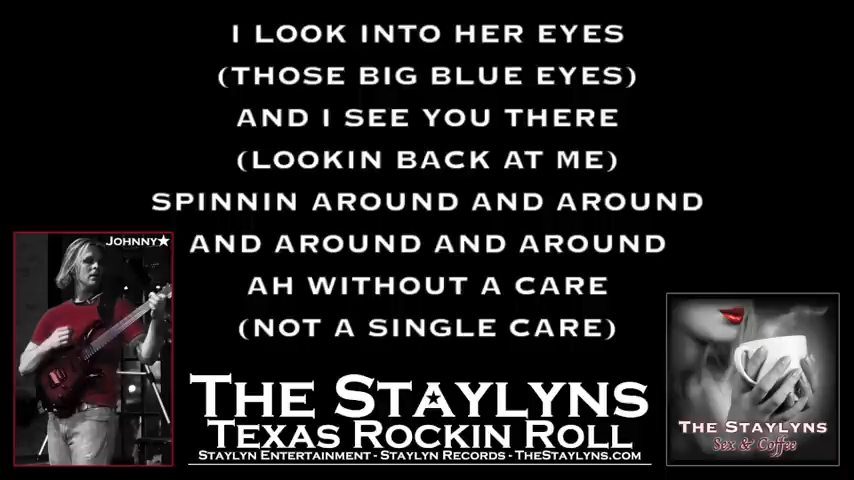 I LOOK INTO HER EYES
(THOSE BIG BLUE EYES)
AND I SEE YOU THERE
(LOOKIN BACK AT ME)
SPINNIN AROUND AND AROUND
AND AROUND AND AROUND
AH WITHOUT A CARE
(NOT A SINGLE CARE)
JOHNNY★
THE STAYLYNS
TEXAS ROCKIN ROLL
STAYLYN ENTERTAINMENT - STAYLYN RECORDS - THESTAYLYNS.COM
THE STAYLYNS
Sex & Coffee